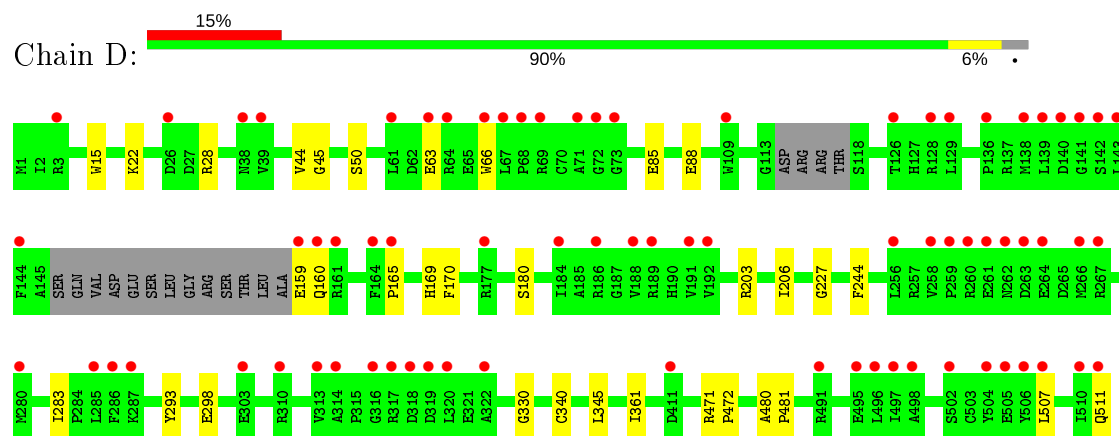 15%
Chain D:
90% 6% •
M1 I2 R3 W15 K22 D26 D27 R28 N38 V39 V44 G45 S50 L61 D62 E63 R64 E65 W66 L67 P68 R69 C70 A71 G72 G73 E85 E88 W109 G113 ASP ARG ARG THR S118 T126 H127 R128 L129 P136 R137 M138 L139 D140 G141 S142 L143
F144 A145 SER GLN VAL ASP GLU SER LEU GLY ARG SER THR LEU ALA E159 Q160 R161 F164 P165 H169 F170 R177 S180 I184 A185 R186 G187 V188 R189 H190 V191 V192 R203 I206 G227 F244 L256 R257 V258 P259 R260 E261 N262 D263 E264 D265 M266 R267
M280 I283 P284 L285 F286 K287 Y293 E298 E303 R310 V313 A314 P315 G316 R317 D318 D319 L320 E321 A322 G330 C340 L345 I361 D411 R471 P472 A480 P481 R491 E495 L496 I497 A498 S502 C503 Y504 E505 Y506 L507 I510 Q511